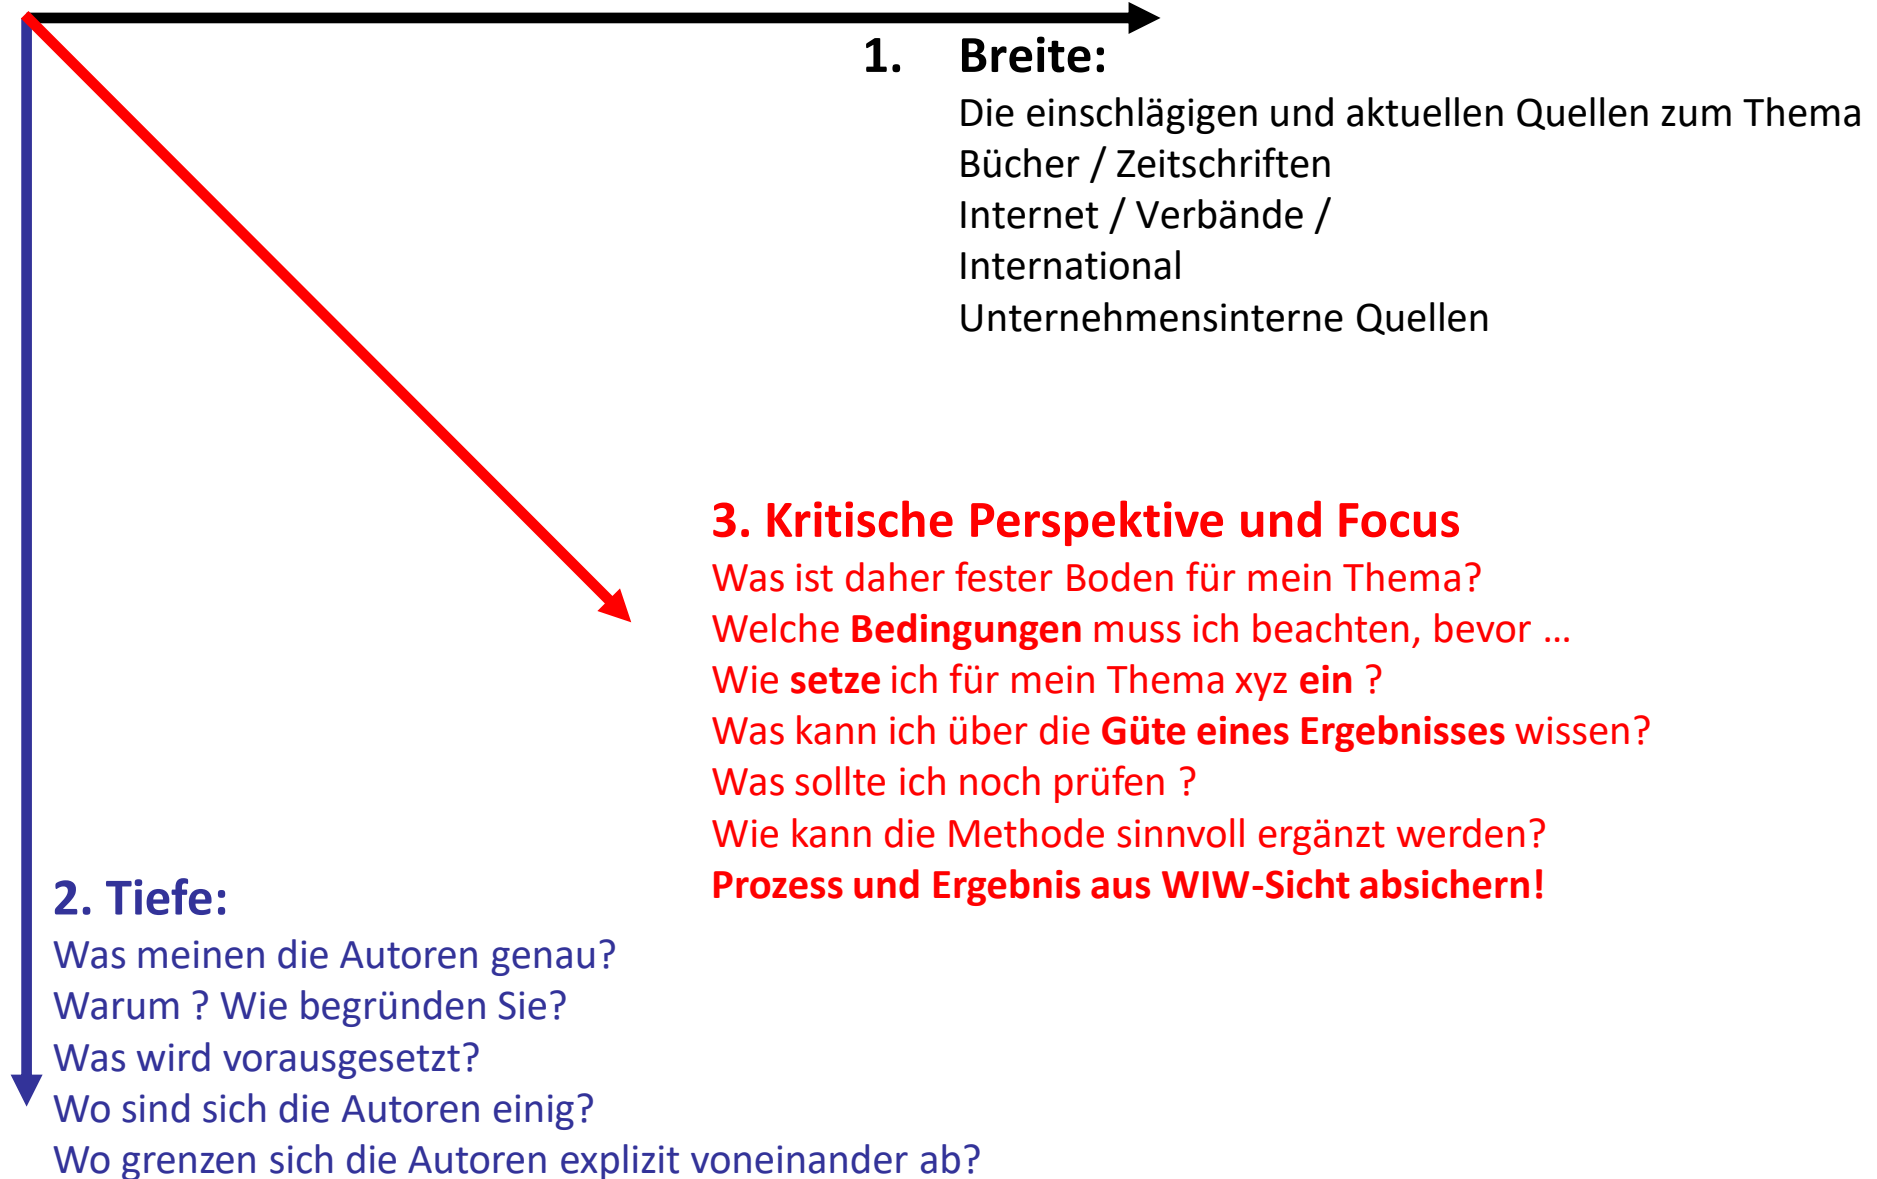 1. Breite:
Die einschlägigen und aktuellen Quellen zum Thema
Bücher / Zeitschriften
Internet / Verbände /
International
Unternehmensinterne Quellen
2. Tiefe:
Was meinen die Autoren genau?
Warum ? Wie begründen Sie?
Was wird vorausgesetzt?
Wo sind sich die Autoren einig?
Wo grenzen sich die Autoren explizit voneinander ab?
3. Kritische Perspektive und Focus
Was ist daher fester Boden für mein Thema?
Welche Bedingungen muss ich beachten, bevor …
Wie setze ich für mein Thema xyz ein ?
Was kann ich über die Güte eines Ergebnisses wissen?
Was sollte ich noch prüfen ?
Wie kann die Methode sinnvoll ergänzt werden?
Prozess und Ergebnis aus WIW-Sicht absichern!